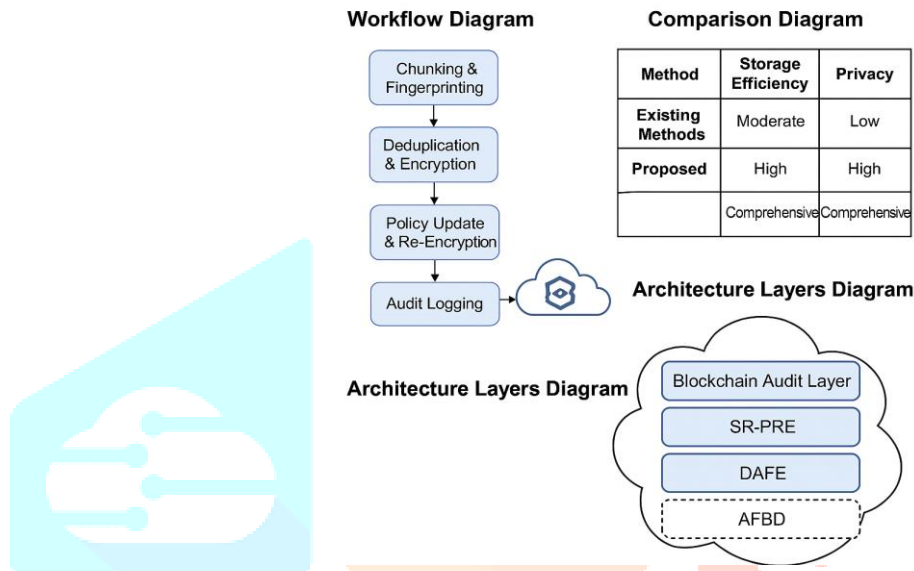 Workflow Diagram
Chunking &
Fingerprinting
Deduplication
& Encryption
Policy Update
& Re-Encryption
Audit Logging
Comparison Diagram
Method
Storage
Efficiency
Privacy
Existing
Methods
Moderate
Low
Proposed
High
High
Comprehensive
Comprehensive
Architecture Layers Diagram
Architecture Layers Diagram
Blockchain Audit Layer
SR-PRE
DAFE
AFBD